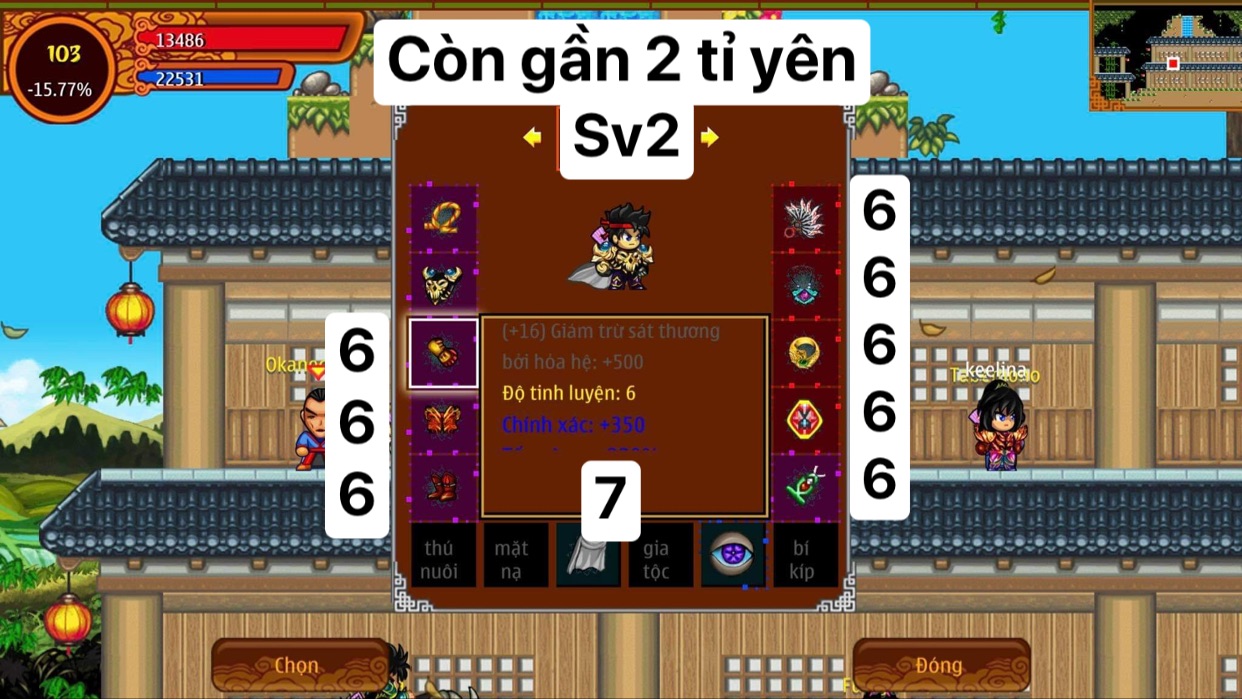 103
-15.77%
13486
22531
Còn gần 2 tỉ yên
Sv2
6
6
6
6
6
6
6
6
(+16) Giảm trừ sát thương
bởi hỏa hệ: +500
Độ tinh luyện: 6
Chính xác: +350
7
keelina
thú
nuôi
mặt
nạ
gia
tộc
bí
kíp
Chọn
Đóng